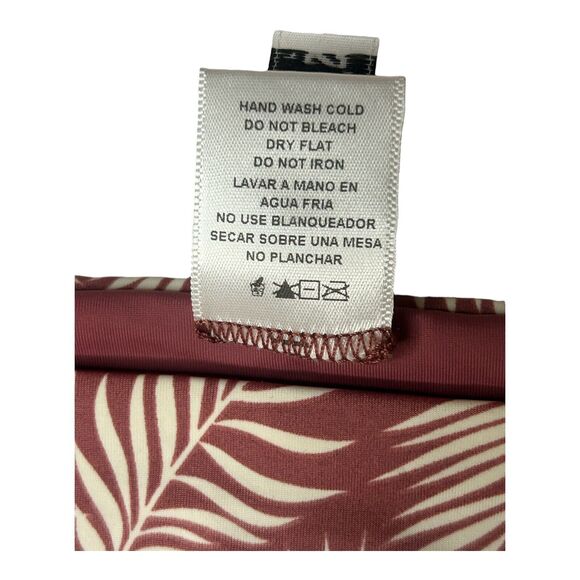 HAND WASH COLD
DO NOT BLEACH
DRY FLAT
DO NOT IRON
LAVAR A MANO EN
AGUA FRIA
NO USE BLANQUEADOR
SECAR SOBRE UNA MESA
NO PLANCHAR